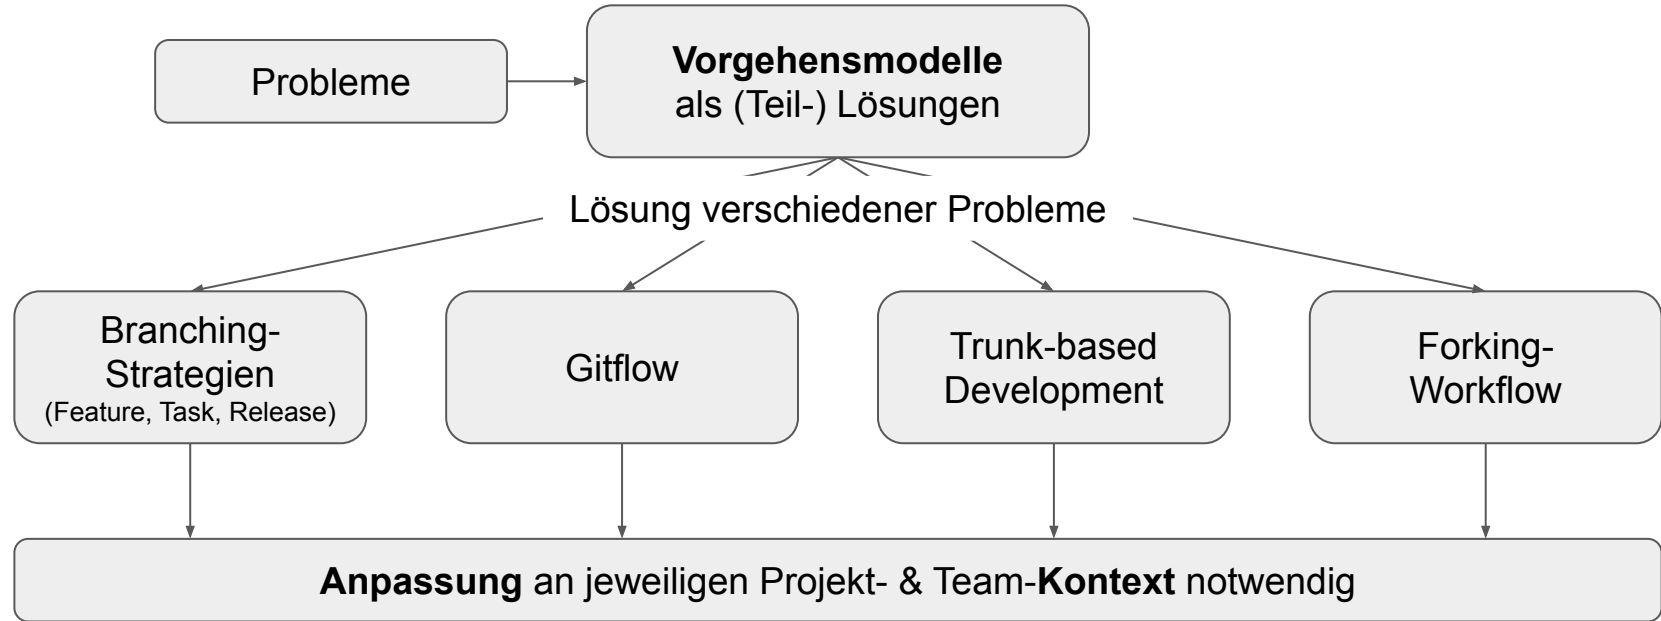 Probleme
Vorgehensmodelle
als (Teil-) Lösungen
Lösung verschiedener Probleme
Branching-
Strategien
(Feature, Task, Release)
Gitflow
Trunk-based
Development
Forking-
Workflow
Anpassung an jeweiligen Projekt- & Team-Kontext notwendig